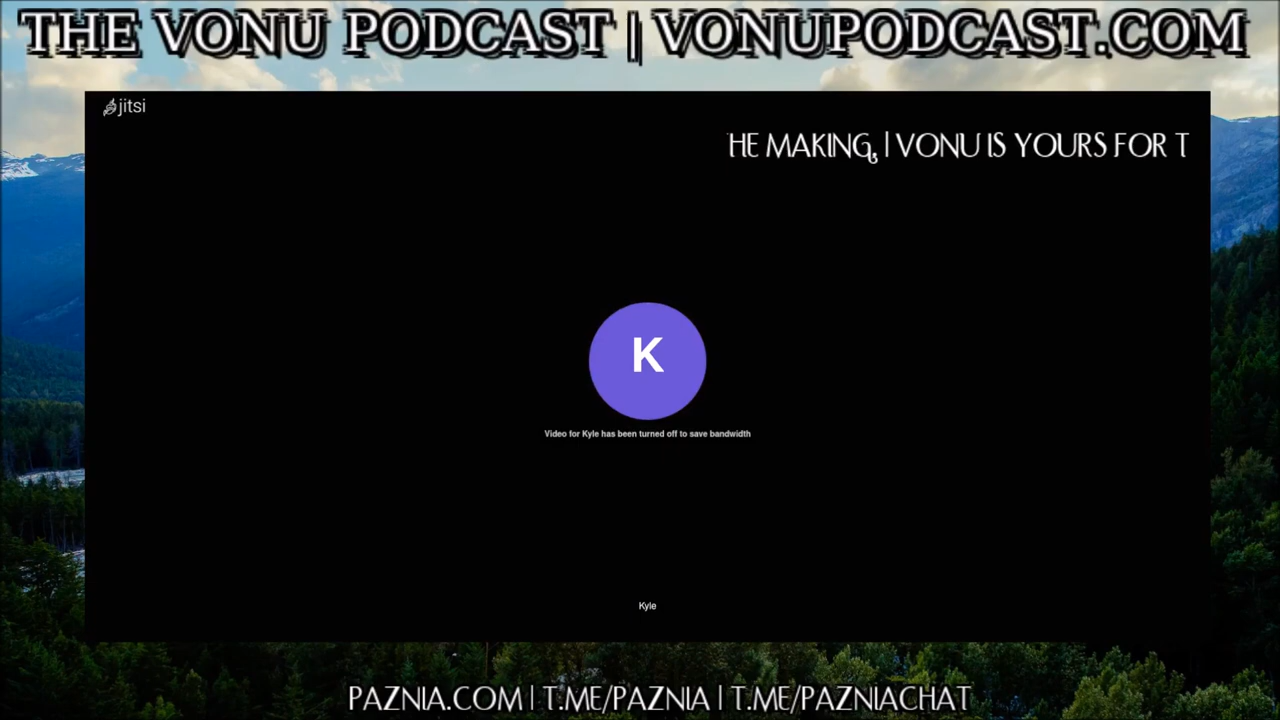 THE VONU PODCAST | VONUPODCAST.COM
jitsi
HE MAKING, | VONU IS YOURS FOR T
K
Video for Kyle has been turned off to save bandwidth
Kyle
PAZNIA.COM | T.ME/PAZNIA | T.ME/PAZNIACHAT